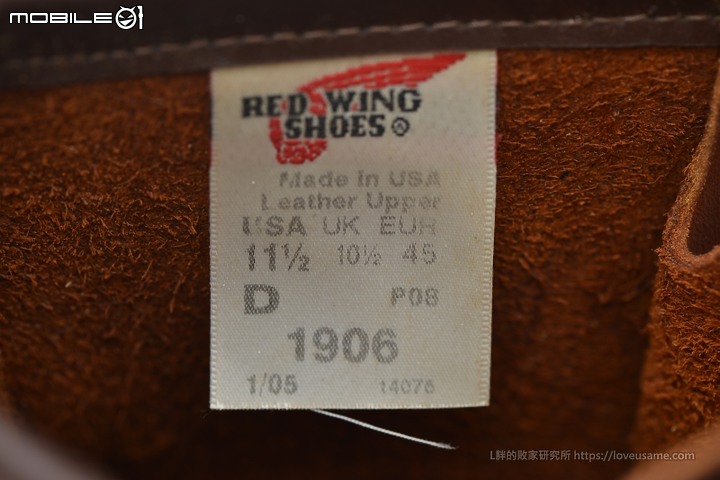 MOBILE01
RED WING
SHOES®
Made in USA
Leather Upper
USA UK EUR
11½ 10½ 45
D P08
1906
1/05 14076
L胖的敗家研究所 https://loveusame.com